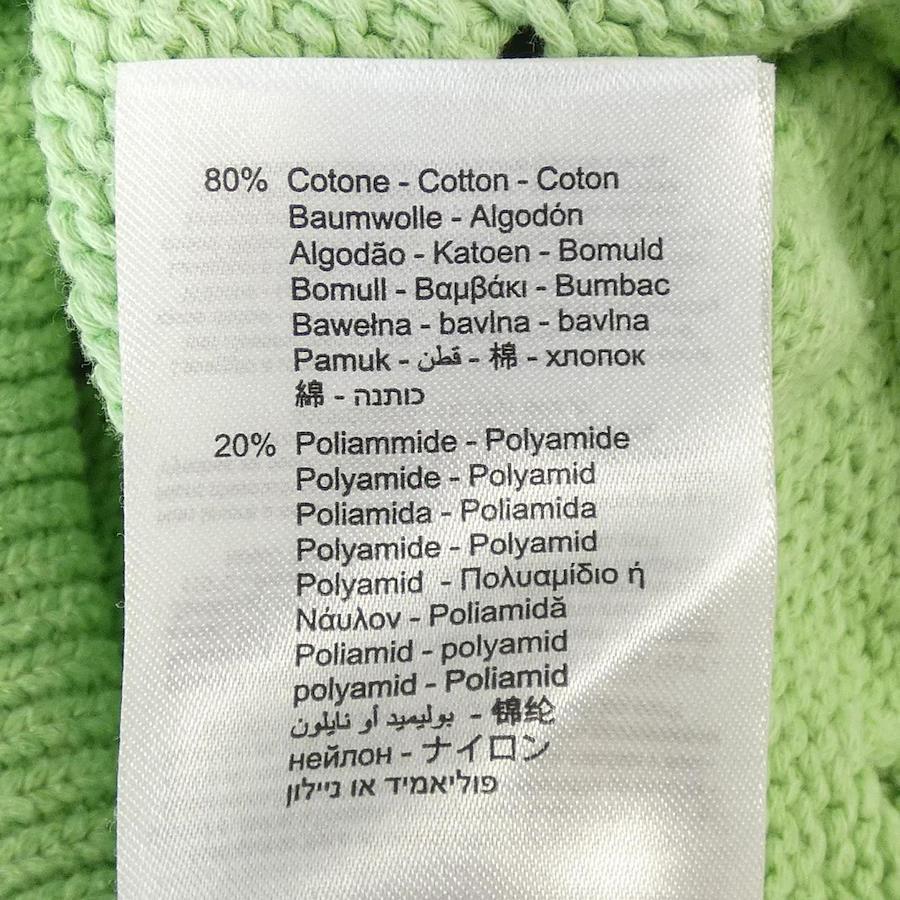 80% Cotone - Cotton - Coton
Baumwolle - Algodón
Algodão - Katoen - Bomuld
Bomull - Βαμβάκι - Bumbac
Bawełna - bavlna - bavlna
Pamuk - قطن - 棉 - хлопок
綿 - כותנה
20% Poliammide - Polyamide
Polyamide - Polyamid
Poliamida - Poliamida
Polyamide - Polyamid
Polyamid - Πολυαμίδιο ή
Νάυλον - Poliamidă
Poliamid - polyamid
polyamid - Poliamid
بوليميد أو نايلون - 锦纶
нейлон - ナイロン
פוליאמיד או ניילון